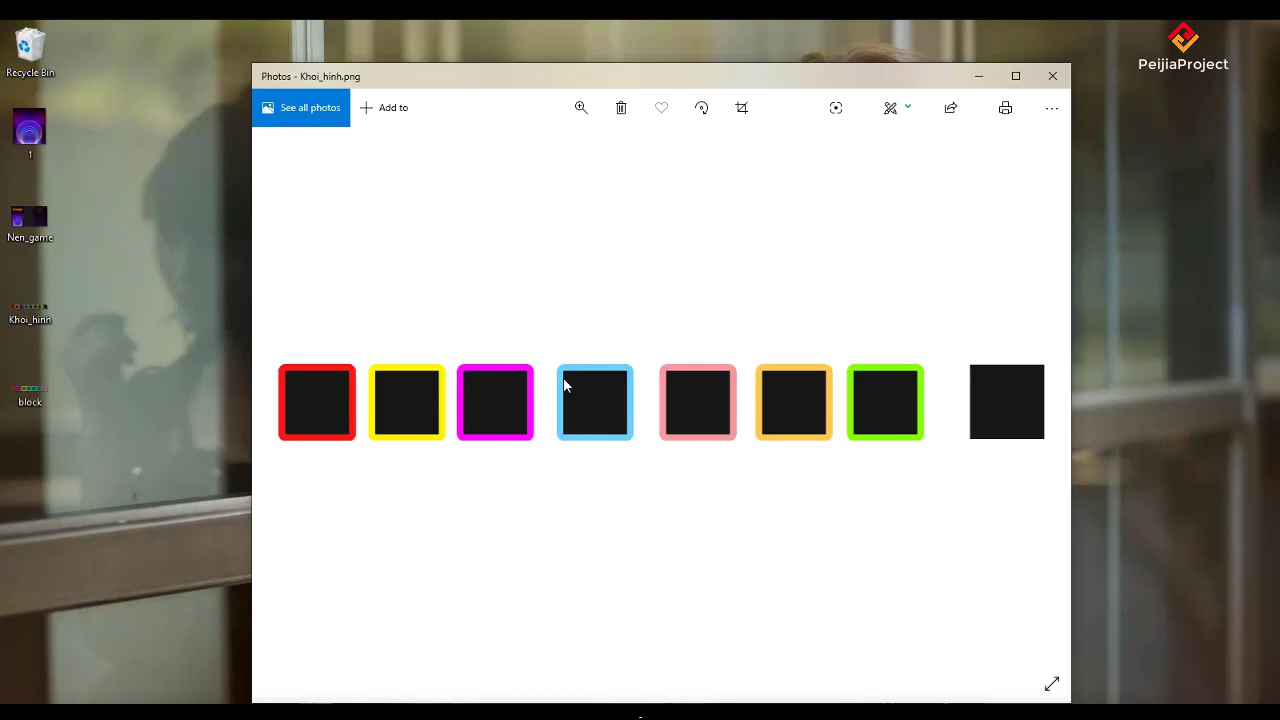 PeijiaProject
Recycle Bin
1
Nen_game
Khoi_hinh
block
Photos - Khoi_hinh.png
See all photos
Add to